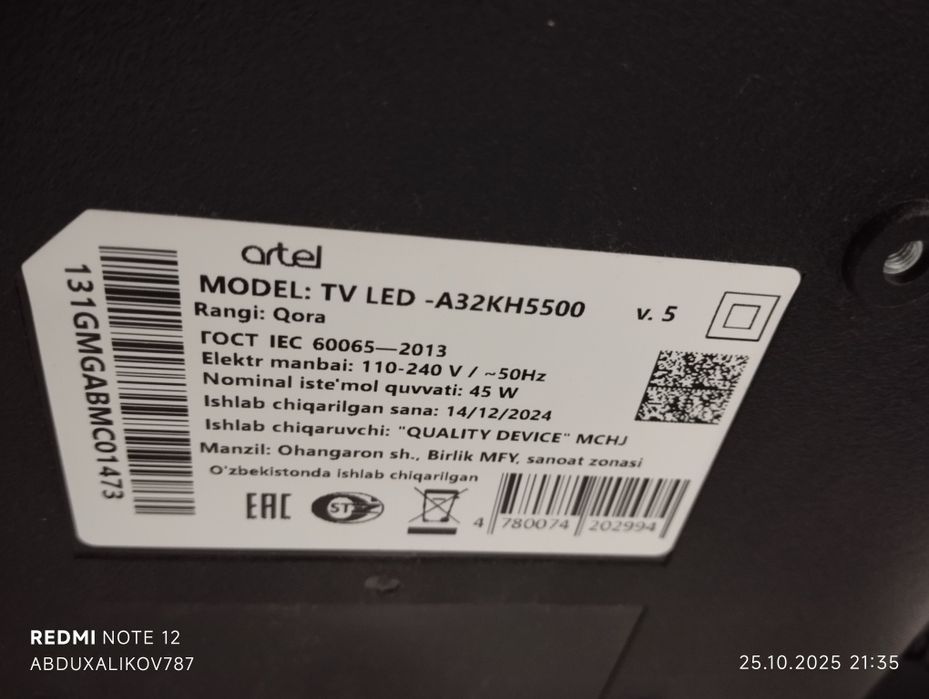 artel
MODEL: TV LED -A32KH5500 v. 5
Rangi: Qora
ГОСТ IEC 60065—2013
Elektr manbai: 110-240 V / ~50Hz
Nominal iste'mol quvvati: 45 W
Ishlab chiqarilgan sana: 14/12/2024
Ishlab chiqaruvchi: "QUALITY DEVICE" MCHJ
Manzil: Ohangaron sh., Birlik MFY, sanoat zonasi
O'zbekistonda ishlab chiqarilgan
EAC ST
4 780074 202994
131GMGABMC01473
REDMI NOTE 12
ABDUXALIKOV787
25.10.2025 21:35